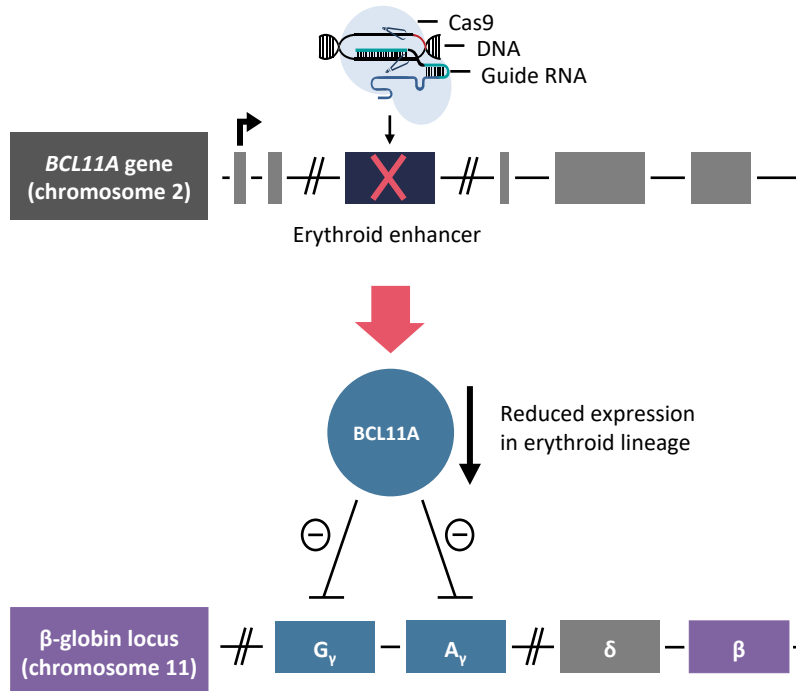 Cas9
DNA
Guide RNA
BCL11A gene
(chromosome 2)
Erythroid enhancer
BCL11A
Reduced expression
in erythroid lineage
β-globin locus
(chromosome 11)
Gγ
Aγ
δ
β